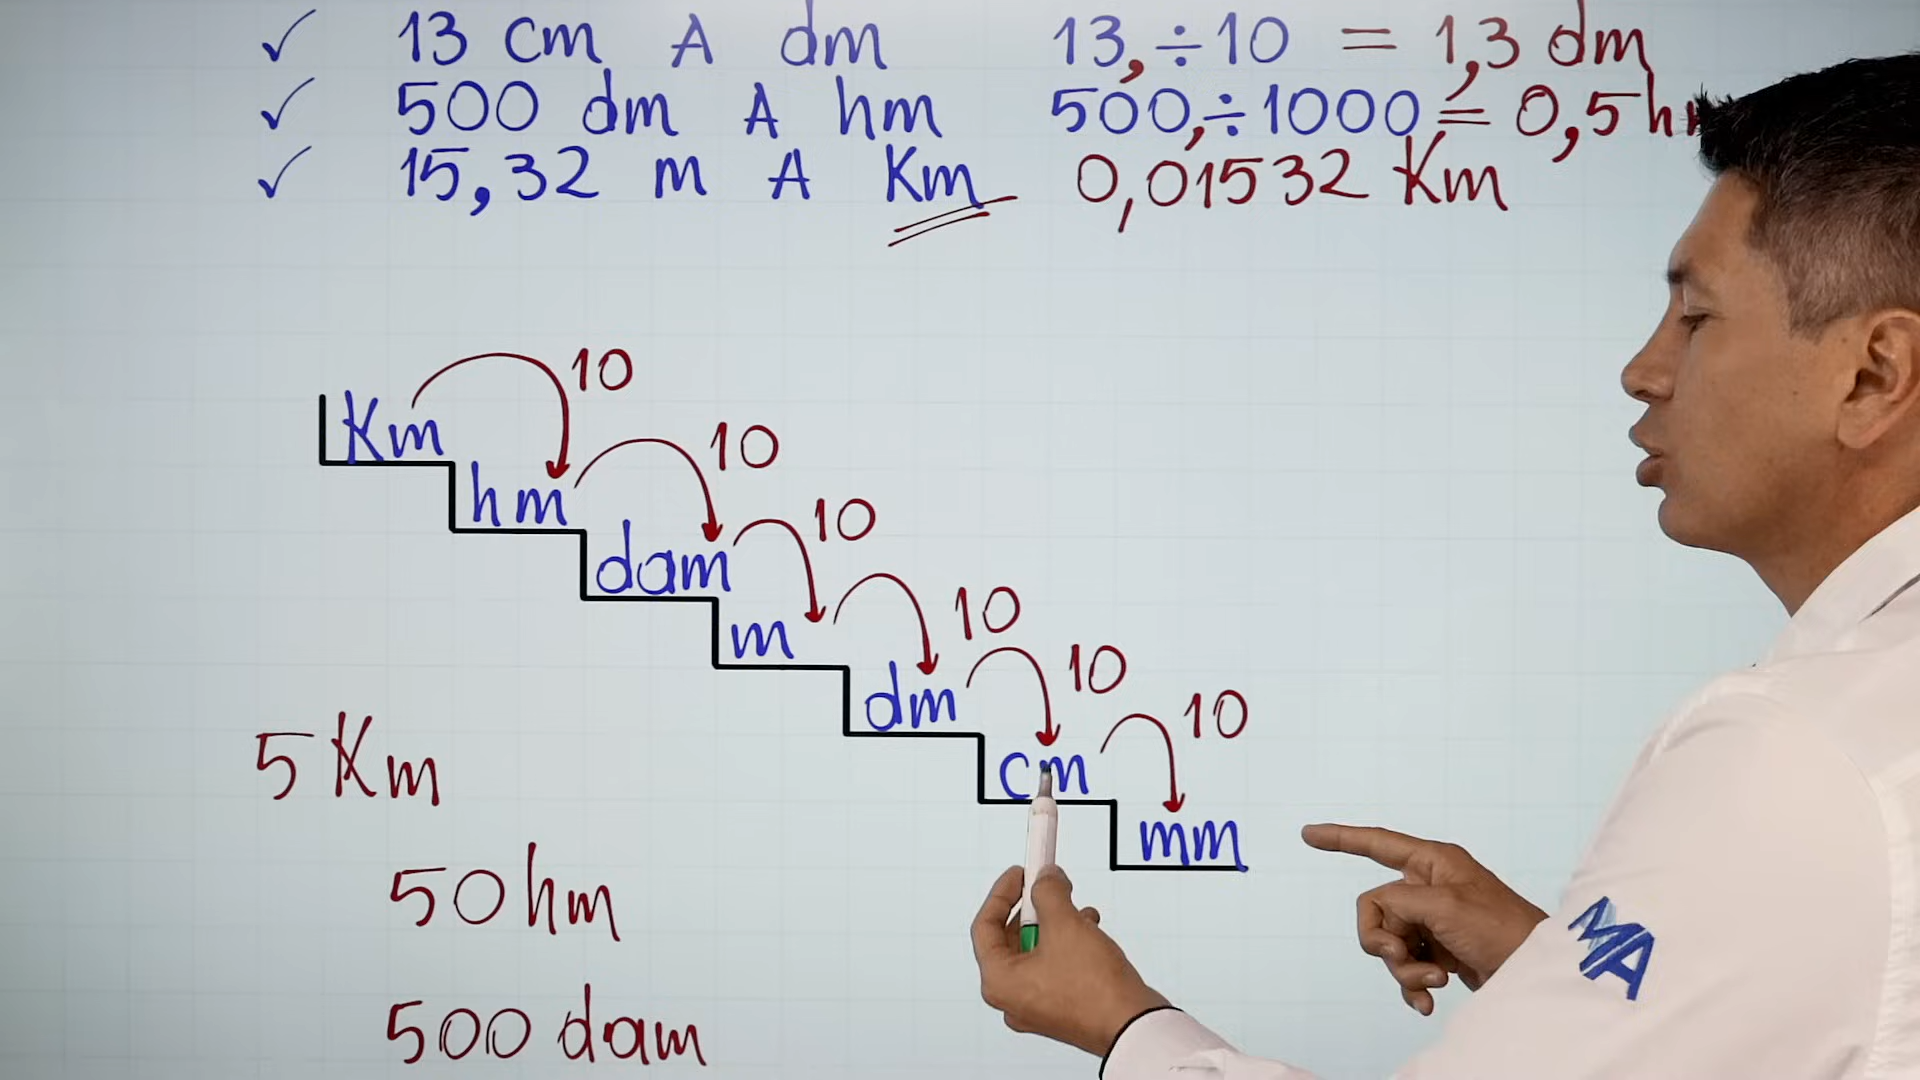 ✓ 13 cm A dm 13,÷10 = 1,3 dm
✓ 500 dm A hm 500,÷1000 = 0,5
✓ 15,32 m A Km 0,01532 Km
10
Km
10
hm
10
dam
10
m
10
dm
10
cm
mm
5 Km
50 hm
500 dam
MA